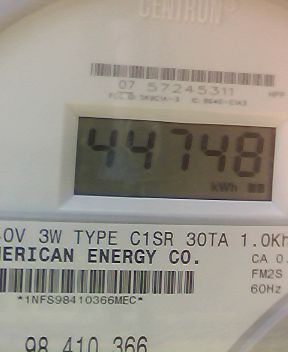 CENTRON
07 57245311
44748
kWh
0V 3W TYPE C1SR 30TA 1.0Kh
MERICAN ENERGY CO.
CA 0.
FM2S
60Hz
*1NFS98410366MEC*
98 410 366